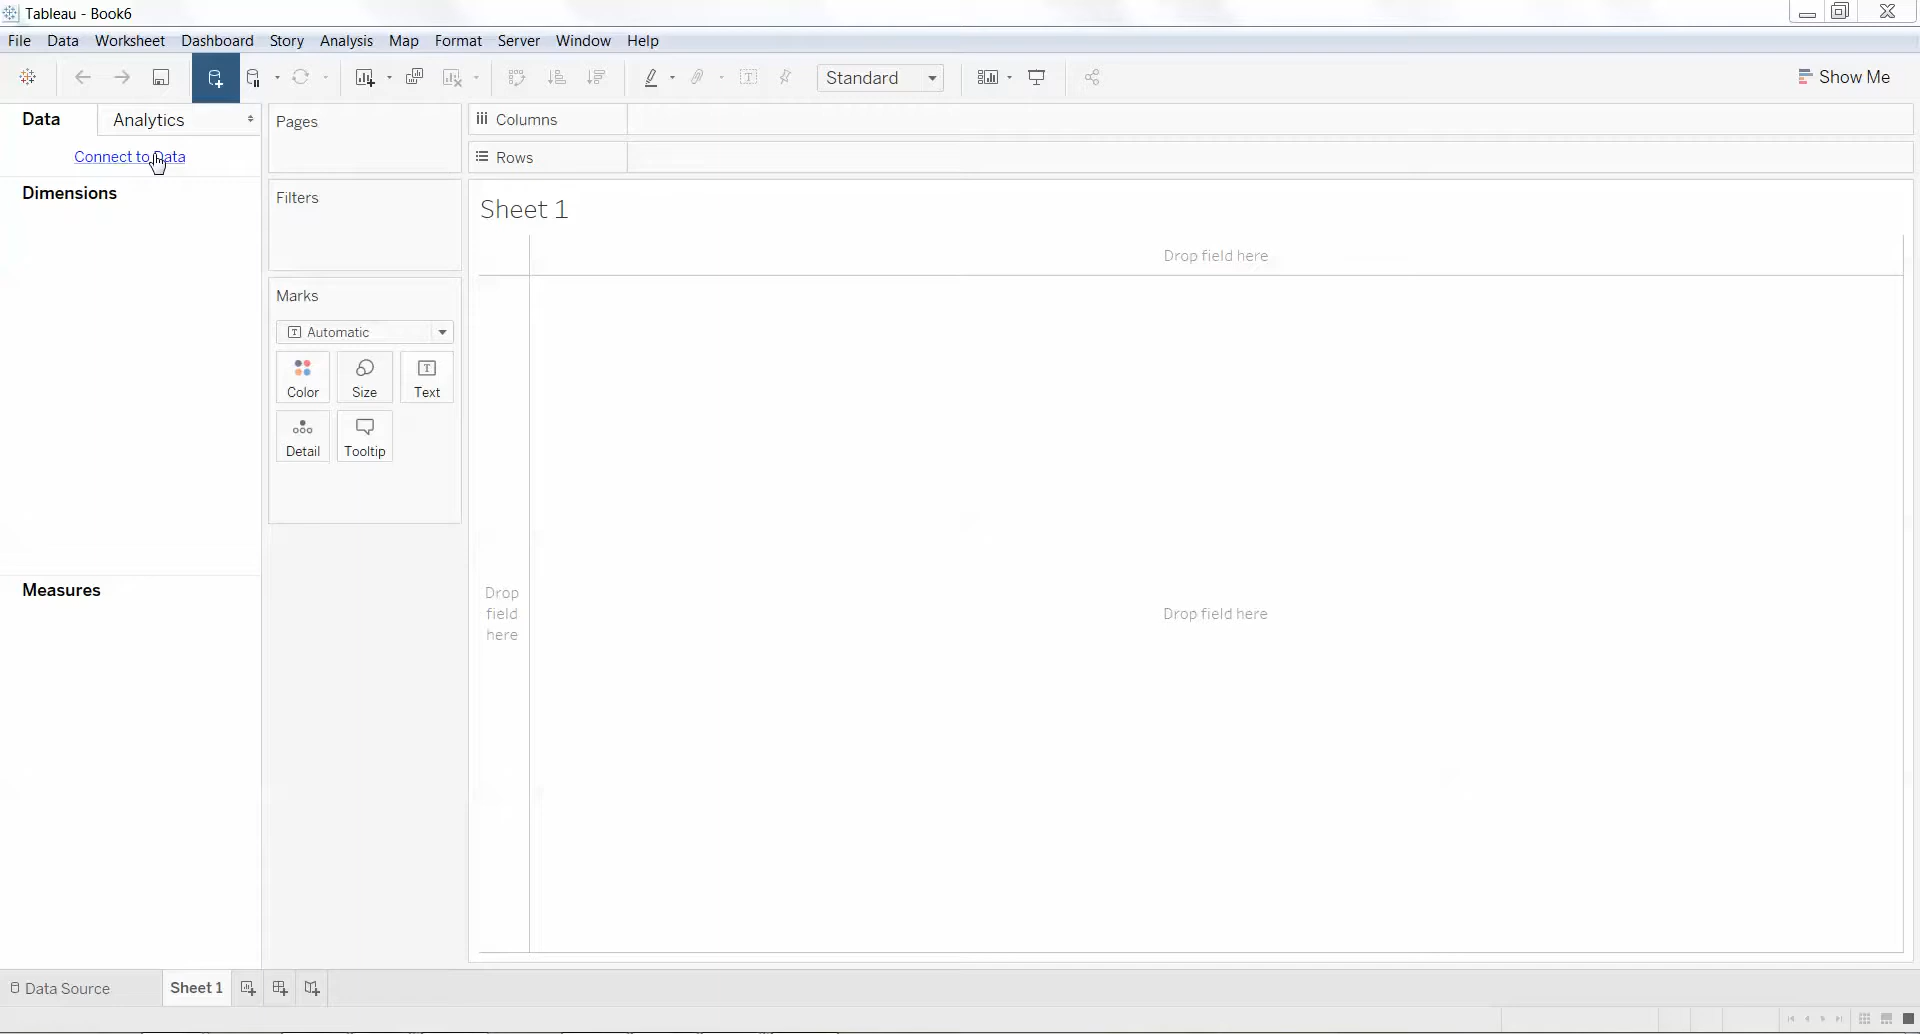 Tableau - Book6
File Data Worksheet Dashboard Story Analysis Map Format Server Window Help
Standard
Show Me
Data
Analytics
Connect to Data
Dimensions
Measures
Pages
Filters
Marks
Automatic
Color
Size
Text
Detail
Tooltip
Columns
Rows
Sheet 1
Drop field here
Drop
field
here
Drop field here
Data Source
Sheet 1